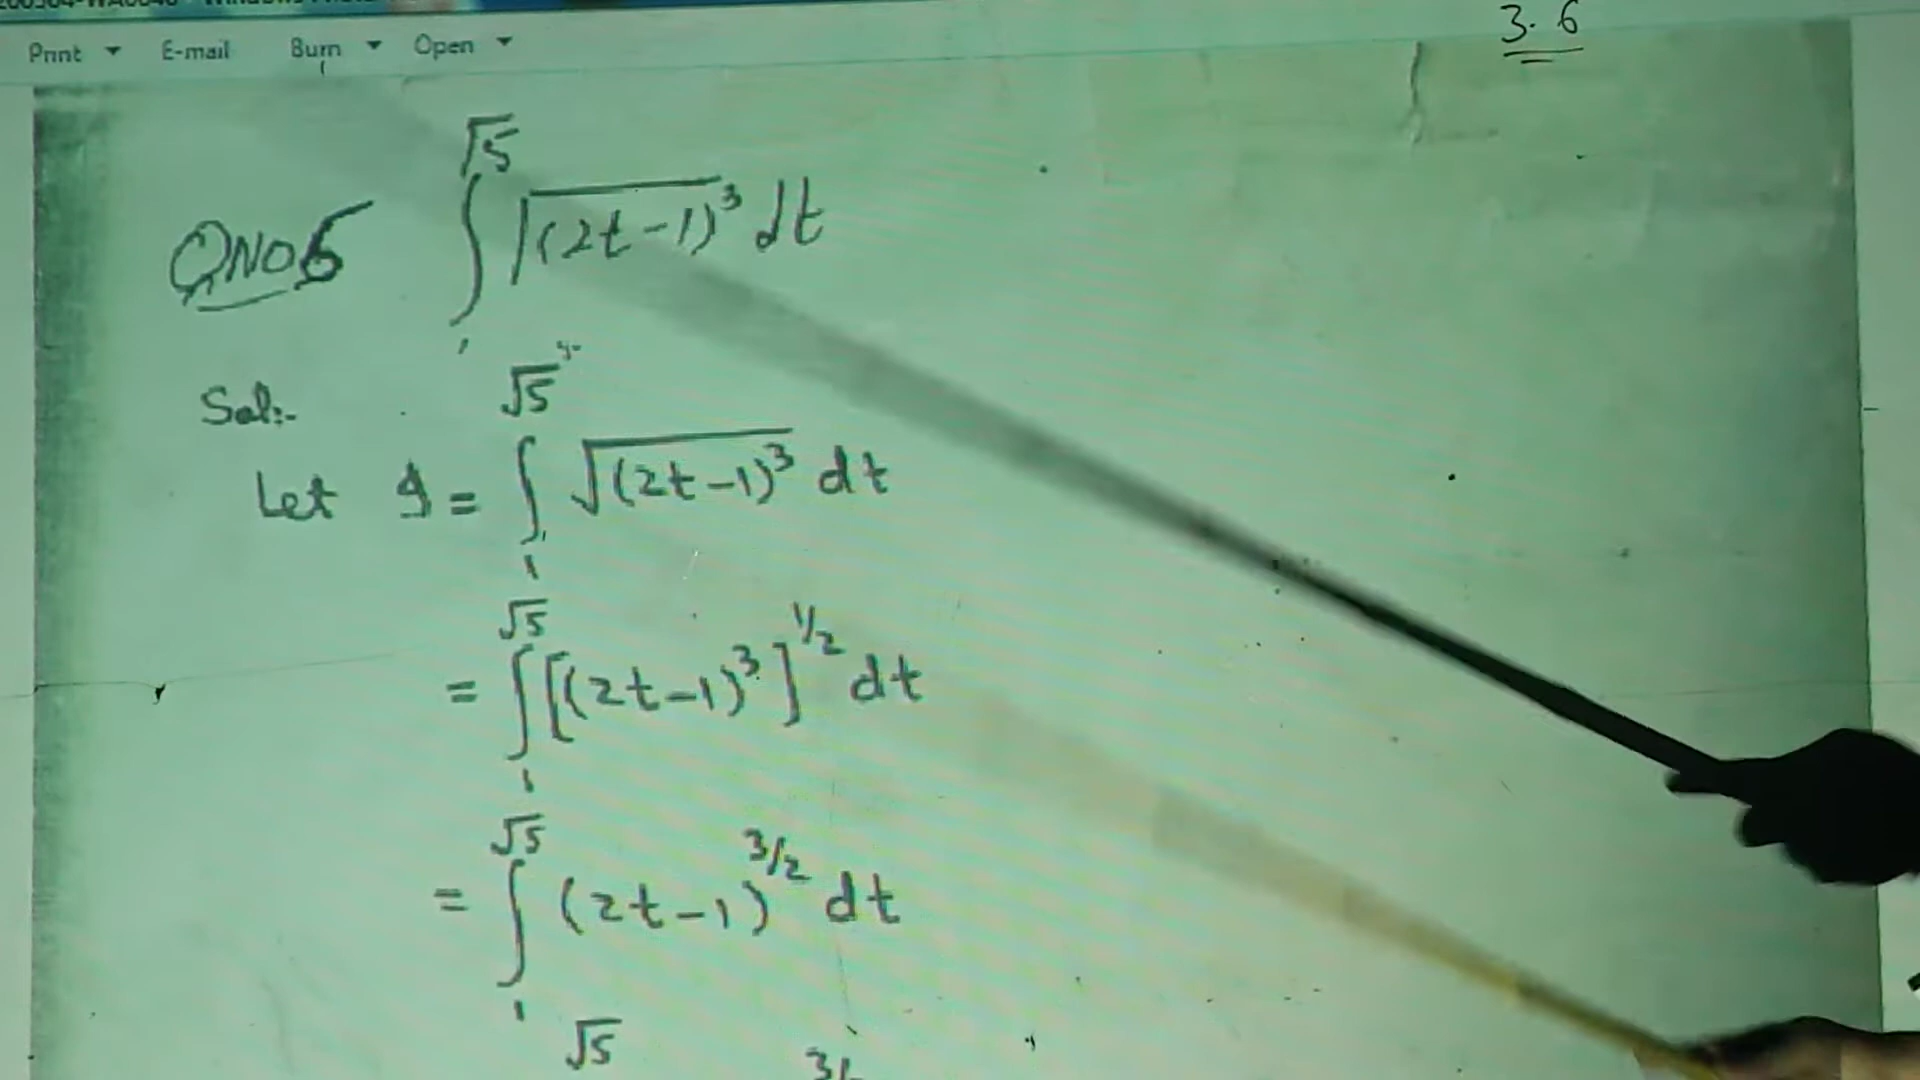 Print E-mail Burn Open
3.6
Q NO 6 ∫₁^√5 √(2t-1)³ dt
Sol:-
Let I = ∫₁^√5 √(2t-1)³ dt
= ∫₁^√5 [(2t-1)³]^1/2 dt
= ∫₁^√5 (2t-1)^3/2 dt
√5